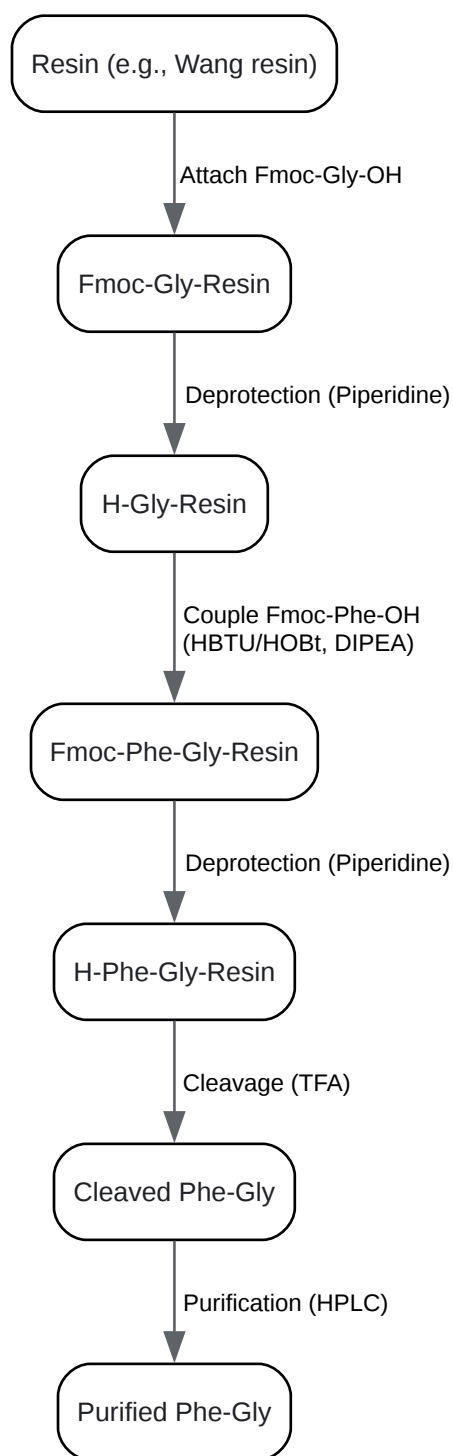 Resin (e.g., Wang resin)
Attach Fmoc-Gly-OH
Fmoc-Gly-Resin
Deprotection (Piperidine)
H-Gly-Resin
Couple Fmoc-Phe-OH
(HBTU/HOBt, DIPEA)
Fmoc-Phe-Gly-Resin
Deprotection (Piperidine)
H-Phe-Gly-Resin
Cleavage (TFA)
Cleaved Phe-Gly
Purification (HPLC)
Purified Phe-Gly